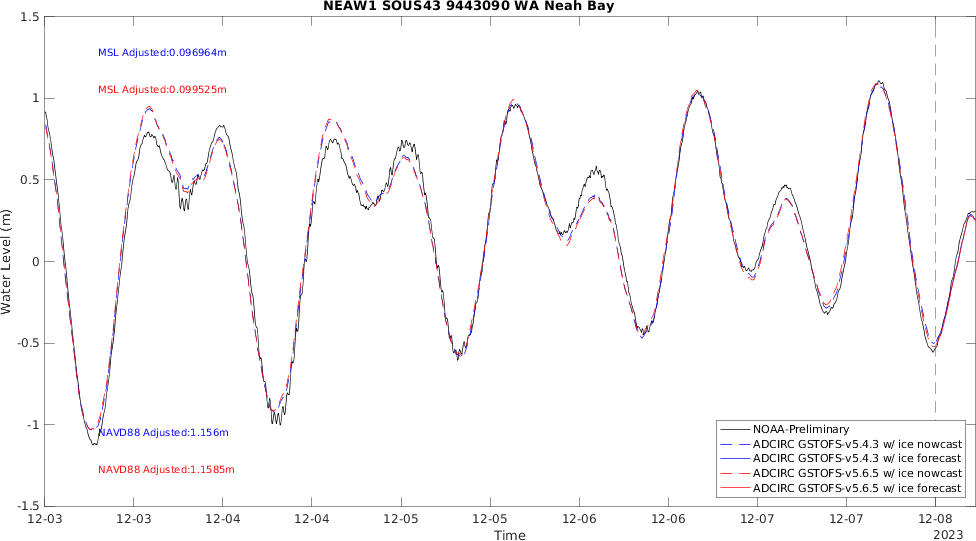 NEAW1 SOUS43 9443090 WA Neah Bay
1.5
MSL Adjusted:0.096964m
MSL Adjusted:0.099525m
1
0.5
0
-0.5
-1
-1.5
Water Level (m)
NAVD88 Adjusted:1.156m
NAVD88 Adjusted:1.1585m
NOAA-Preliminary
ADCIRC GSTOFS-v5.4.3 w/ ice nowcast
ADCIRC GSTOFS-v5.4.3 w/ ice forecast
ADCIRC GSTOFS-v5.6.5 w/ ice nowcast
ADCIRC GSTOFS-v5.6.5 w/ ice forecast
12-03 12-03 12-04 12-04 12-05 12-05 12-06 12-06 12-07 12-07 12-08
Time
2023